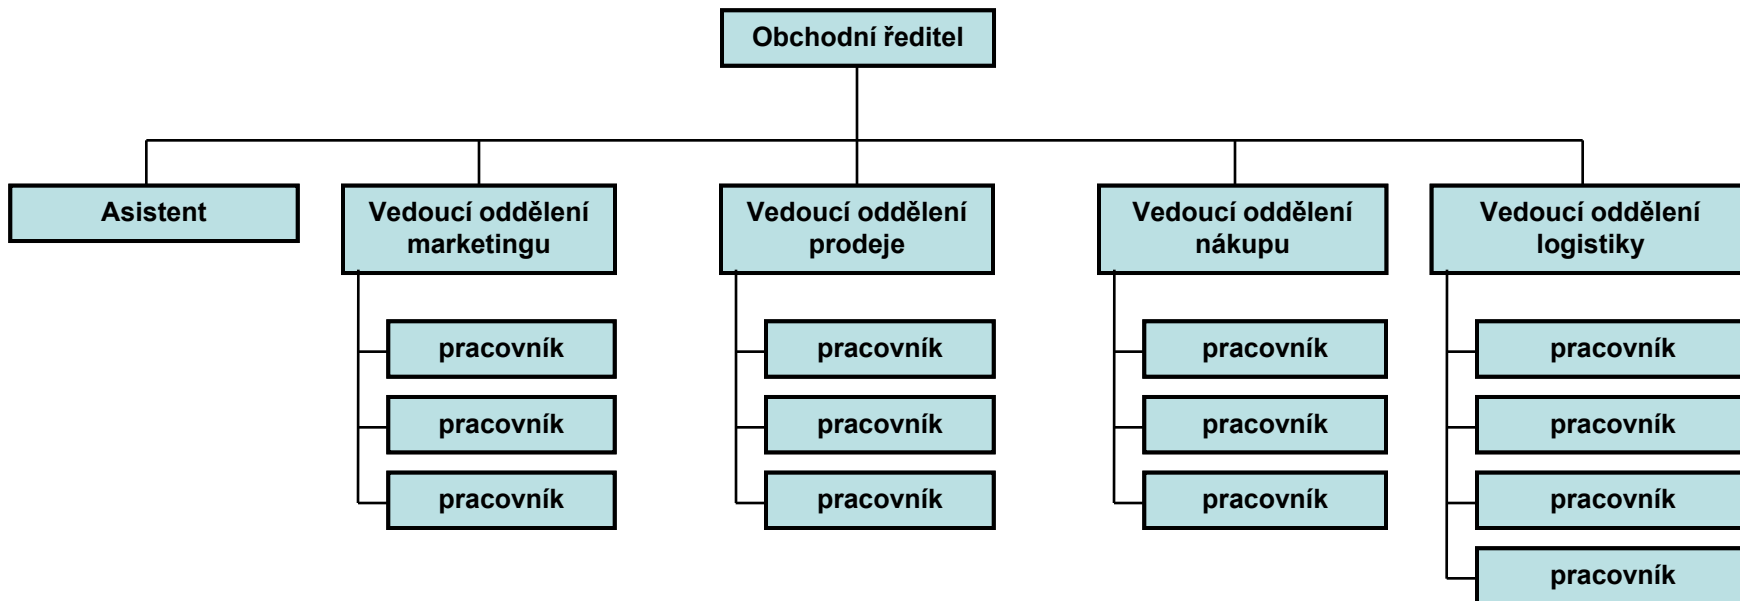 Obchodní ředitel
Asistent
Vedoucí oddělení
marketingu
Vedoucí oddělení
prodeje
Vedoucí oddělení
nákupu
Vedoucí oddělení
logistiky
pracovník
pracovník
pracovník
pracovník
pracovník
pracovník
pracovník
pracovník
pracovník
pracovník
pracovník
pracovník
pracovník